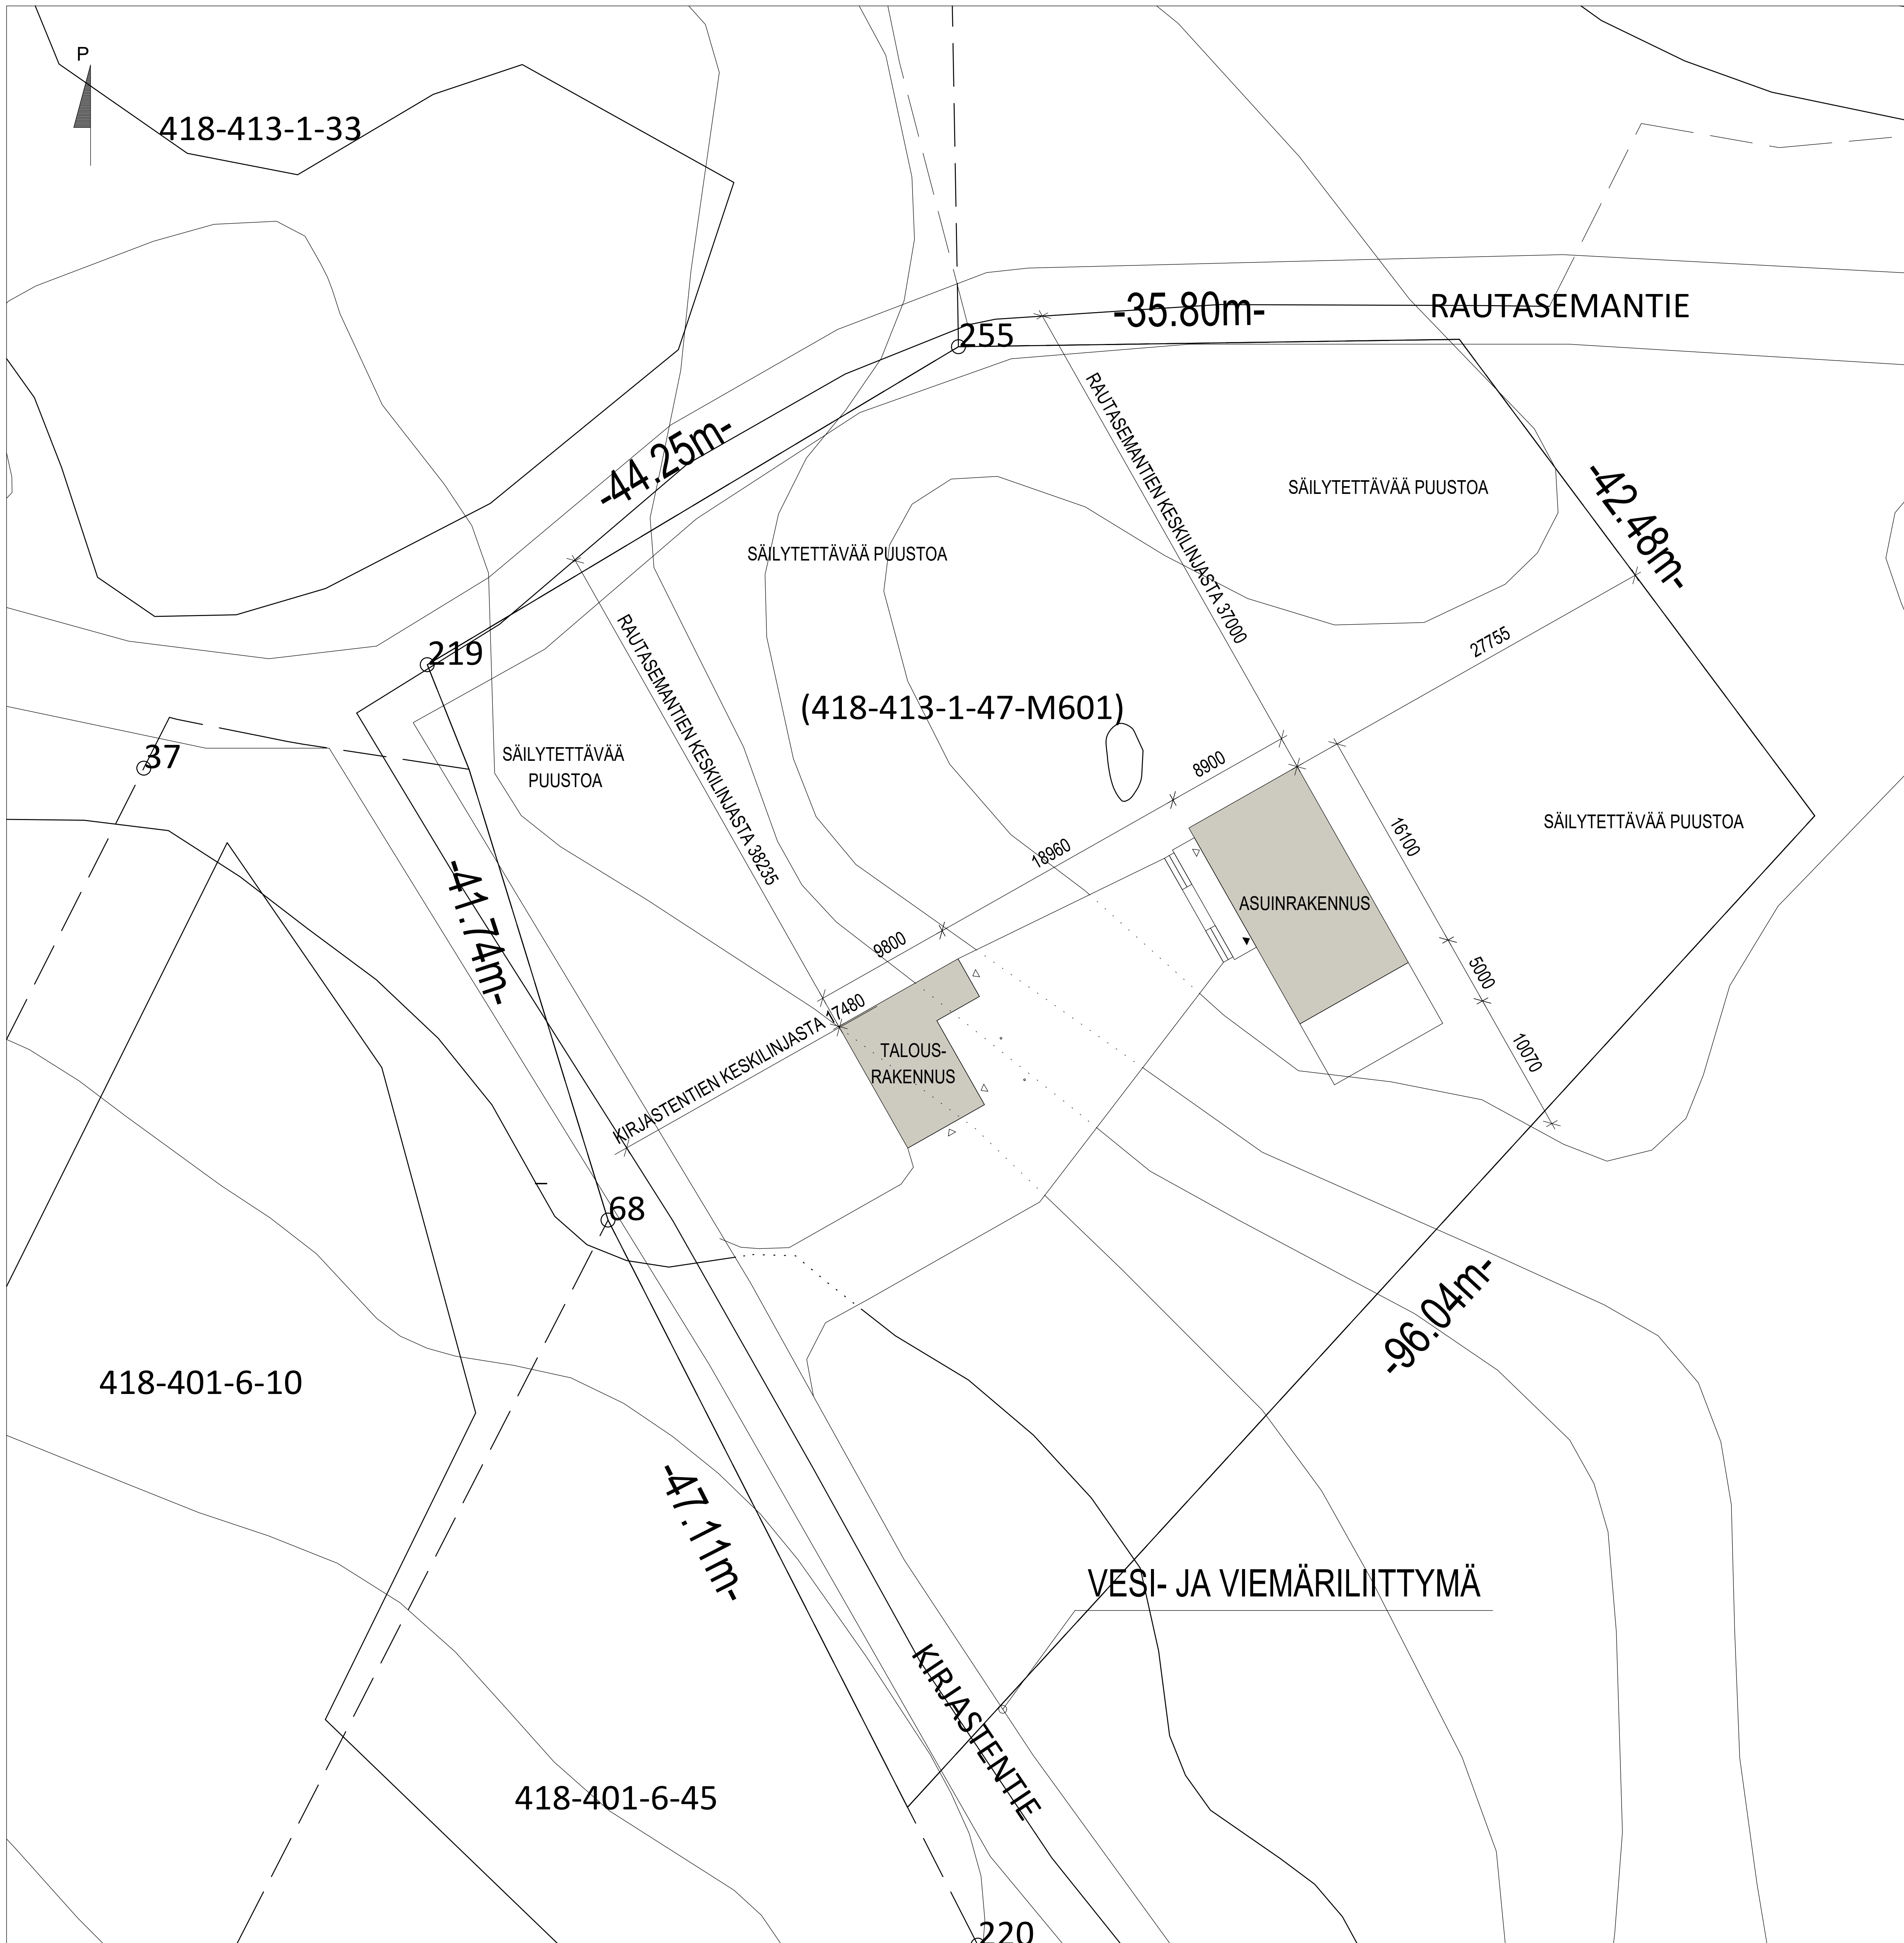 P
418-413-1-33
-35.80m-
RAUTASEMANTIE
255
-44.25m-
RAUTASEMANTIEN KESKILINJASTA 37000
SÄILYTETTÄVÄÄ PUUSTOA
-42.48m-
SÄILYTETTÄVÄÄ PUUSTOA
219
RAUTASEMANTIEN KESKILINJASTA 38235
27755
(418-413-1-47-M601)
37
SÄILYTETTÄVÄÄ
PUUSTOA
8900
18960
16100
SÄILYTETTÄVÄÄ PUUSTOA
-41.74m-
9800
ASUINRAKENNUS
5000
KIRJASTENTIEN KESKILINJASTA 17480
TALOUS-
RAKENNUS
10070
68
-96.04m-
418-401-6-10
-47.11m-
VESI- JA VIEMÄRILIITTYMÄ
KIRJASTENTIE
418-401-6-45
220